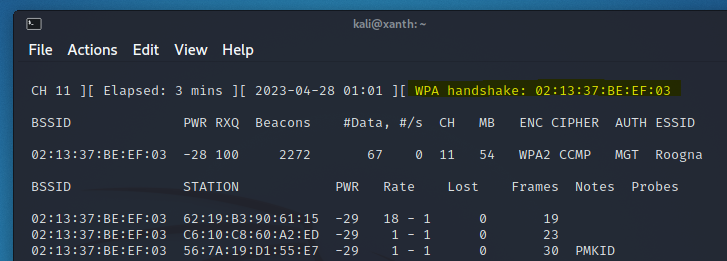 kali@xanth: ~
File Actions Edit View Help
CH 11 ][ Elapsed: 3 mins ][ 2023-04-28 01:01 ][ WPA handshake: 02:13:37:BE:EF:03
BSSID PWR RXQ Beacons #Data, #/s CH MB ENC CIPHER AUTH ESSID
02:13:37:BE:EF:03 -28 100 2272 67 0 11 54 WPA2 CCMP MGT Roogna
BSSID STATION PWR Rate Lost Frames Notes Probes
02:13:37:BE:EF:03 62:19:B3:90:61:15 -29 18 - 1 0 19
02:13:37:BE:EF:03 C6:10:C8:60:A2:ED -29 1 - 1 0 23
02:13:37:BE:EF:03 56:7A:19:D1:55:E7 -29 1 - 1 0 30 PMKID